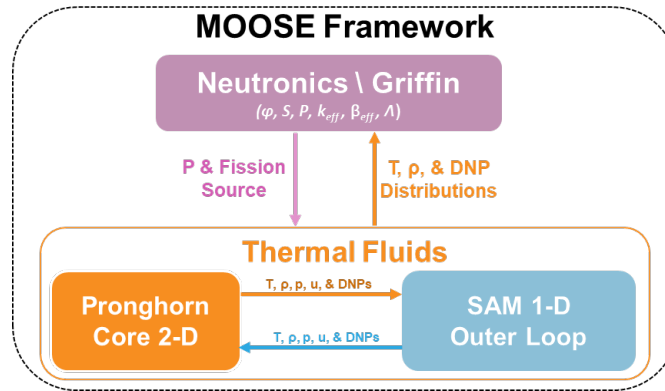 MOOSE Framework
Neutronics \ Griffin
(φ, S, P, keff, βeff, Λ)
P & Fission
Source
T, ρ, & DNP
Distributions
Thermal Fluids
Pronghorn
Core 2-D
T, ρ, p, u, & DNPs
T, ρ, p, u, & DNPs
SAM 1-D
Outer Loop